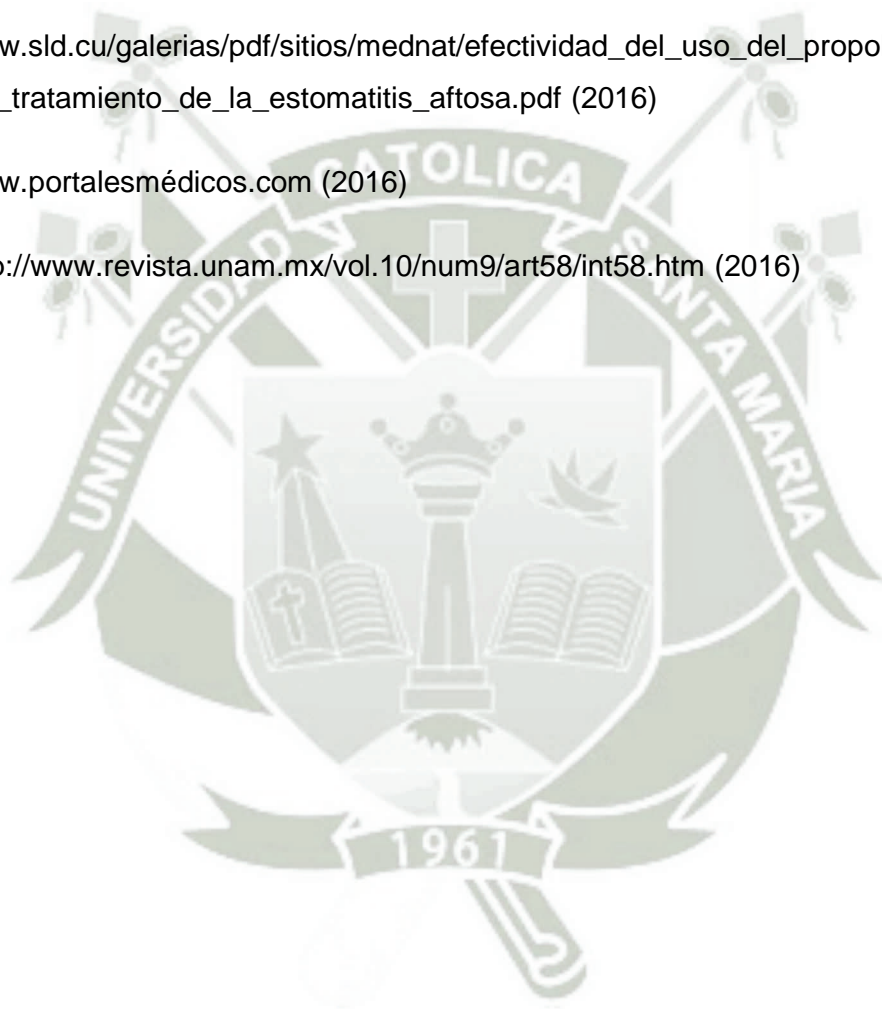 w.sld.cu/galerias/pdf/sitios/mednat/efectividad_del_uso_del_propo
_tratamiento_de_la_estomatitis_aftosa.pdf (2016)
w.portalesmédicos.com (2016)
o://www.revista.unam.mx/vol.10/num9/art58/int58.htm (2016)
UNIVERSIDAD CATOLICA SANTA MARIA
1961